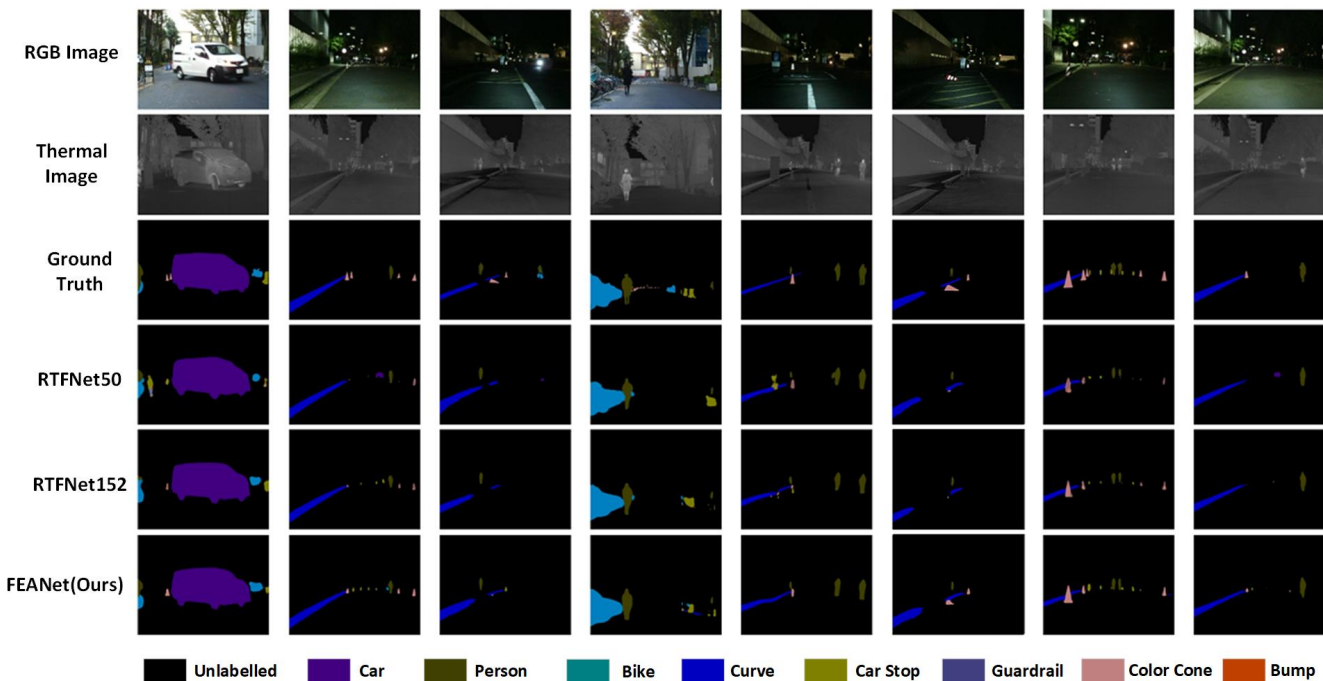 RGB Image
Thermal
Image
Ground
Truth
RTFNet50
RTFNet152
FEANet(Ours)
Unlabelled Car Person Bike Curve Car Stop Guardrail Color Cone Bump